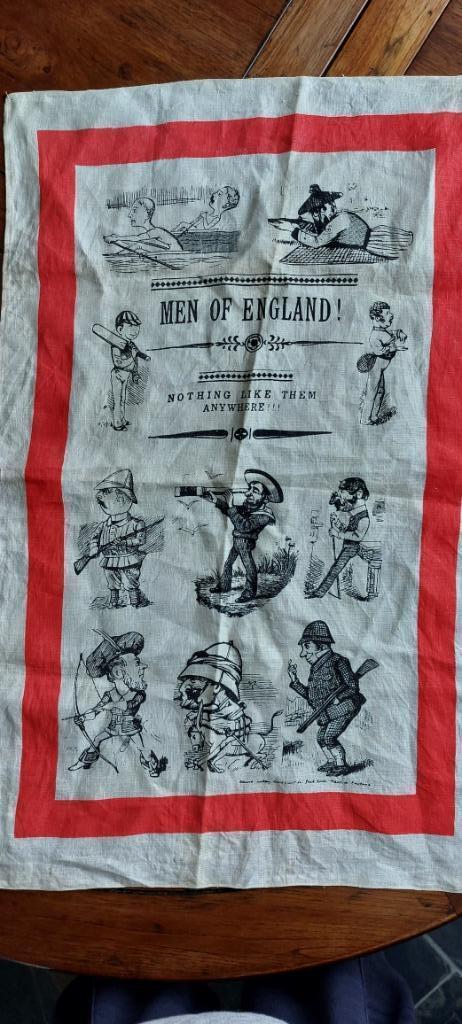 MEN OF ENGLAND!
NOTHING LIKE THEM
ANYWHERE!!!